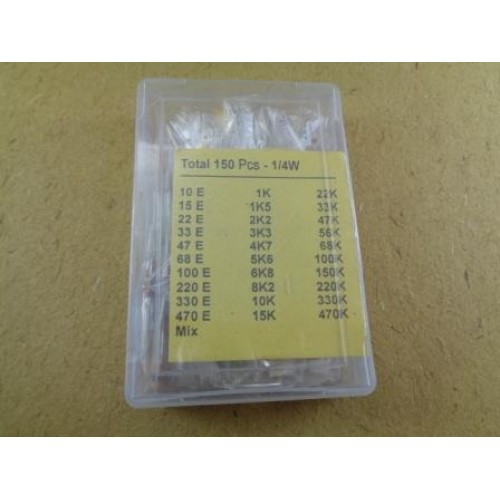 Total 150 Pcs - 1/4W
10 E 1K 22K
15 E 1K5 33K
22 E 2K2 47K
33 E 3K3 56K
47 E 4K7 68K
68 E 5K6 100K
100 E 6K8 150K
220 E 8K2 220K
330 E 10K 330K
470 E 15K 470K
Mix